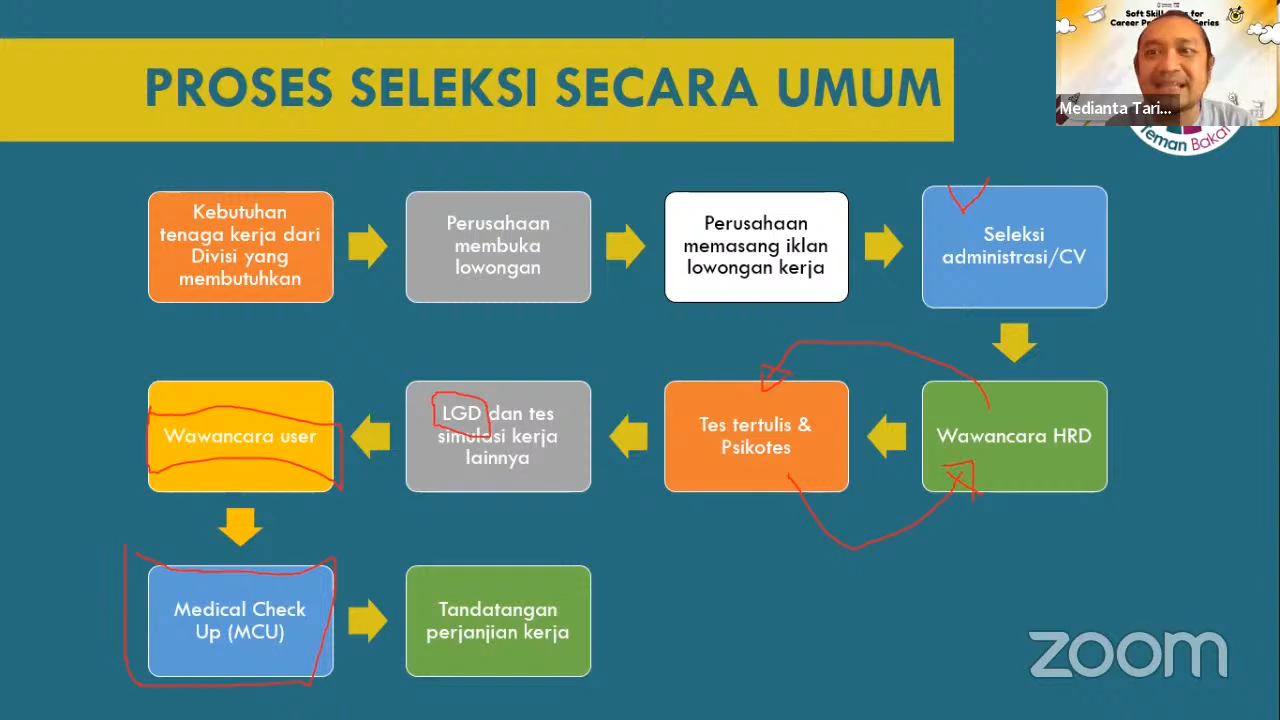 PROSES SELEKSI SECARA UMUM
Soft Skill
for
Career
Series
Medianta Tari...
Teman Bakat
Kebutuhan
tenaga kerja dari
Divisi yang
membutuhkan
Perusahaan
membuka
lowongan
Perusahaan
memasang iklan
lowongan kerja
Seleksi
administrasi/CV
Wawancara HRD
Tes tertulis &
Psikotes
LGD dan tes
simulasi kerja
lainnya
Wawancara user
Medical Check
Up (MCU)
Tandatangan
perjanjian kerja
zoom